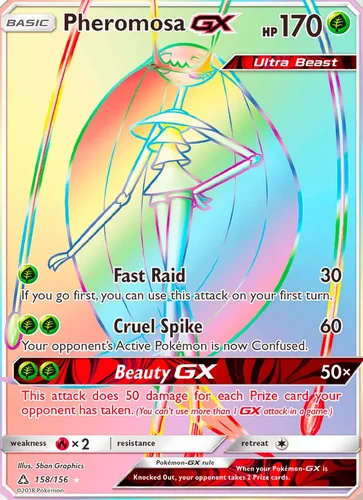 BASIC Pheromosa GX HP 170
Ultra Beast
Fast Raid 30
If you go first, you can use this attack on your first turn.
Cruel Spike 60
Your opponent's Active Pokémon is now Confused.
Beauty GX 50×
This attack does 50 damage for each Prize card your
opponent has taken. (You can't use more than 1 GX attack in a game.)
weakness × 2 resistance retreat
Illus. 5ban Graphics
158/156
©2018 Pokémon
Pokémon-GX rule
When your Pokémon-GX is
Knocked Out, your opponent takes 2 Prize cards.